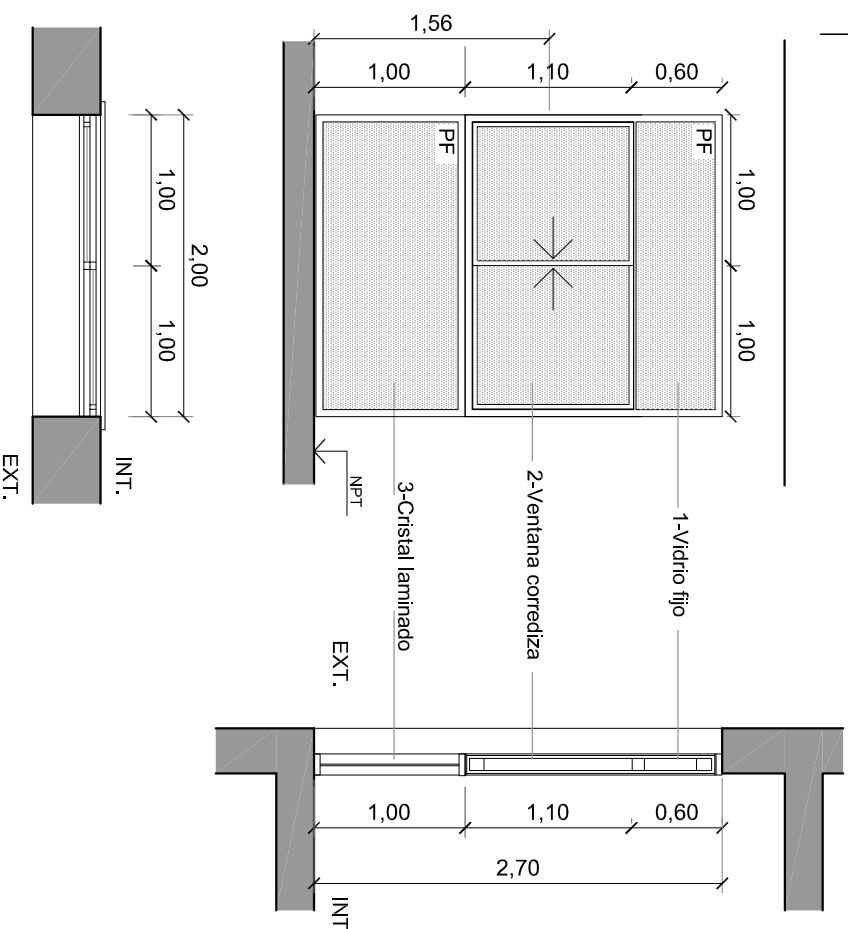 1,56
1,00
1,10
0,60
PF
PF
1,00
1,00
1,00
1,00
2,00
INT.
EXT.
NPT
3-Cristal laminado
2-Ventana corrediza
1-Vidrio fijo
EXT.
1,00
1,10
0,60
2,70
INT